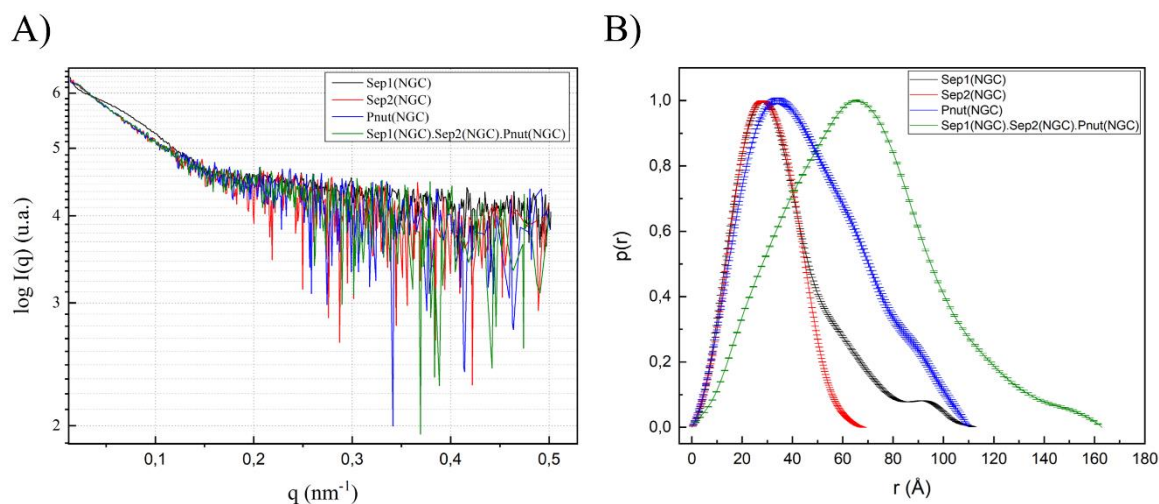 A)
Sep1(NGC)
Sep2(NGC)
Pnut(NGC)
Sep1(NGC).Sep2(NGC).Pnut(NGC)
log I(q) (u.a.)
6
5
4
3
2
0,1
0,2
0,3
0,4
0,5
q (nm⁻¹)
B)
Sep1(NGC)
Sep2(NGC)
Pnut(NGC)
Sep1(NGC).Sep2(NGC).Pnut(NGC)
p(r)
1,0
0,8
0,6
0,4
0,2
0,0
0 20 40 60 80 100 120 140 160 180
r (Å)